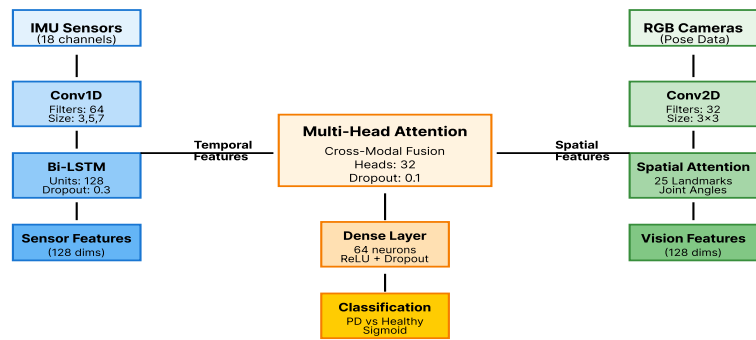 IMU Sensors
(18 channels)
Conv1D
Filters: 64
Size: 3,5,7
Bi-LSTM
Units: 128
Dropout: 0.3
Sensor Features
(128 dims)
Temporal
Features
Multi-Head Attention
Cross-Modal Fusion
Heads: 32
Dropout: 0.1
Dense Layer
64 neurons
ReLU + Dropout
Classification
PD vs Healthy
Sigmoid
Spatial
Features
RGB Cameras
(Pose Data)
Conv2D
Filters: 32
Size: 3×3
Spatial Attention
25 Landmarks
Joint Angles
Vision Features
(128 dims)